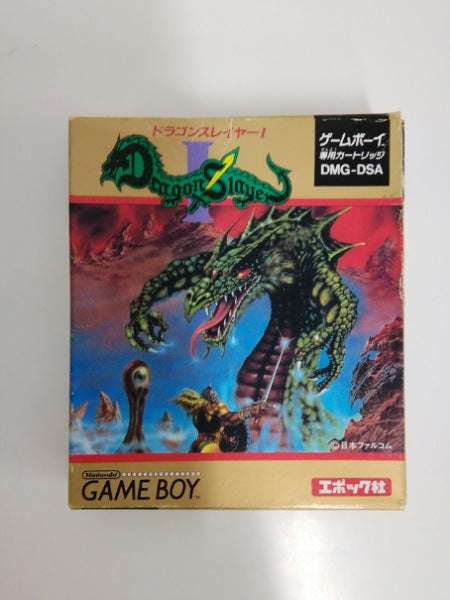 ドラゴンスレイヤーI
I
Dragon Slayer
ゲームボーイ
専用カートリッジ
DMG-DSA
©日本ファルコム
Nintendo
GAME BOY
TM
エポック社